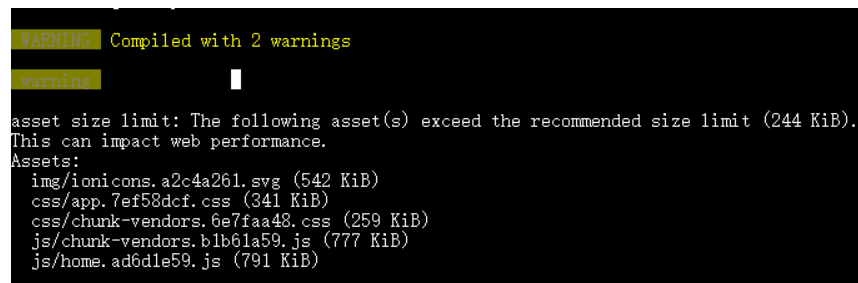 WARNING Compiled with 2 warnings
warning
asset size limit: The following asset(s) exceed the recommended size limit (244 KiB).
This can impact web performance.
Assets:
img/ionicons.a2c4a261.svg (542 KiB)
css/app.7ef58dcf.css (341 KiB)
css/chunk-vendors.6e7faa48.css (259 KiB)
js/chunk-vendors.b1b61a59.js (777 KiB)
js/home.ad6d1e59.js (791 KiB)